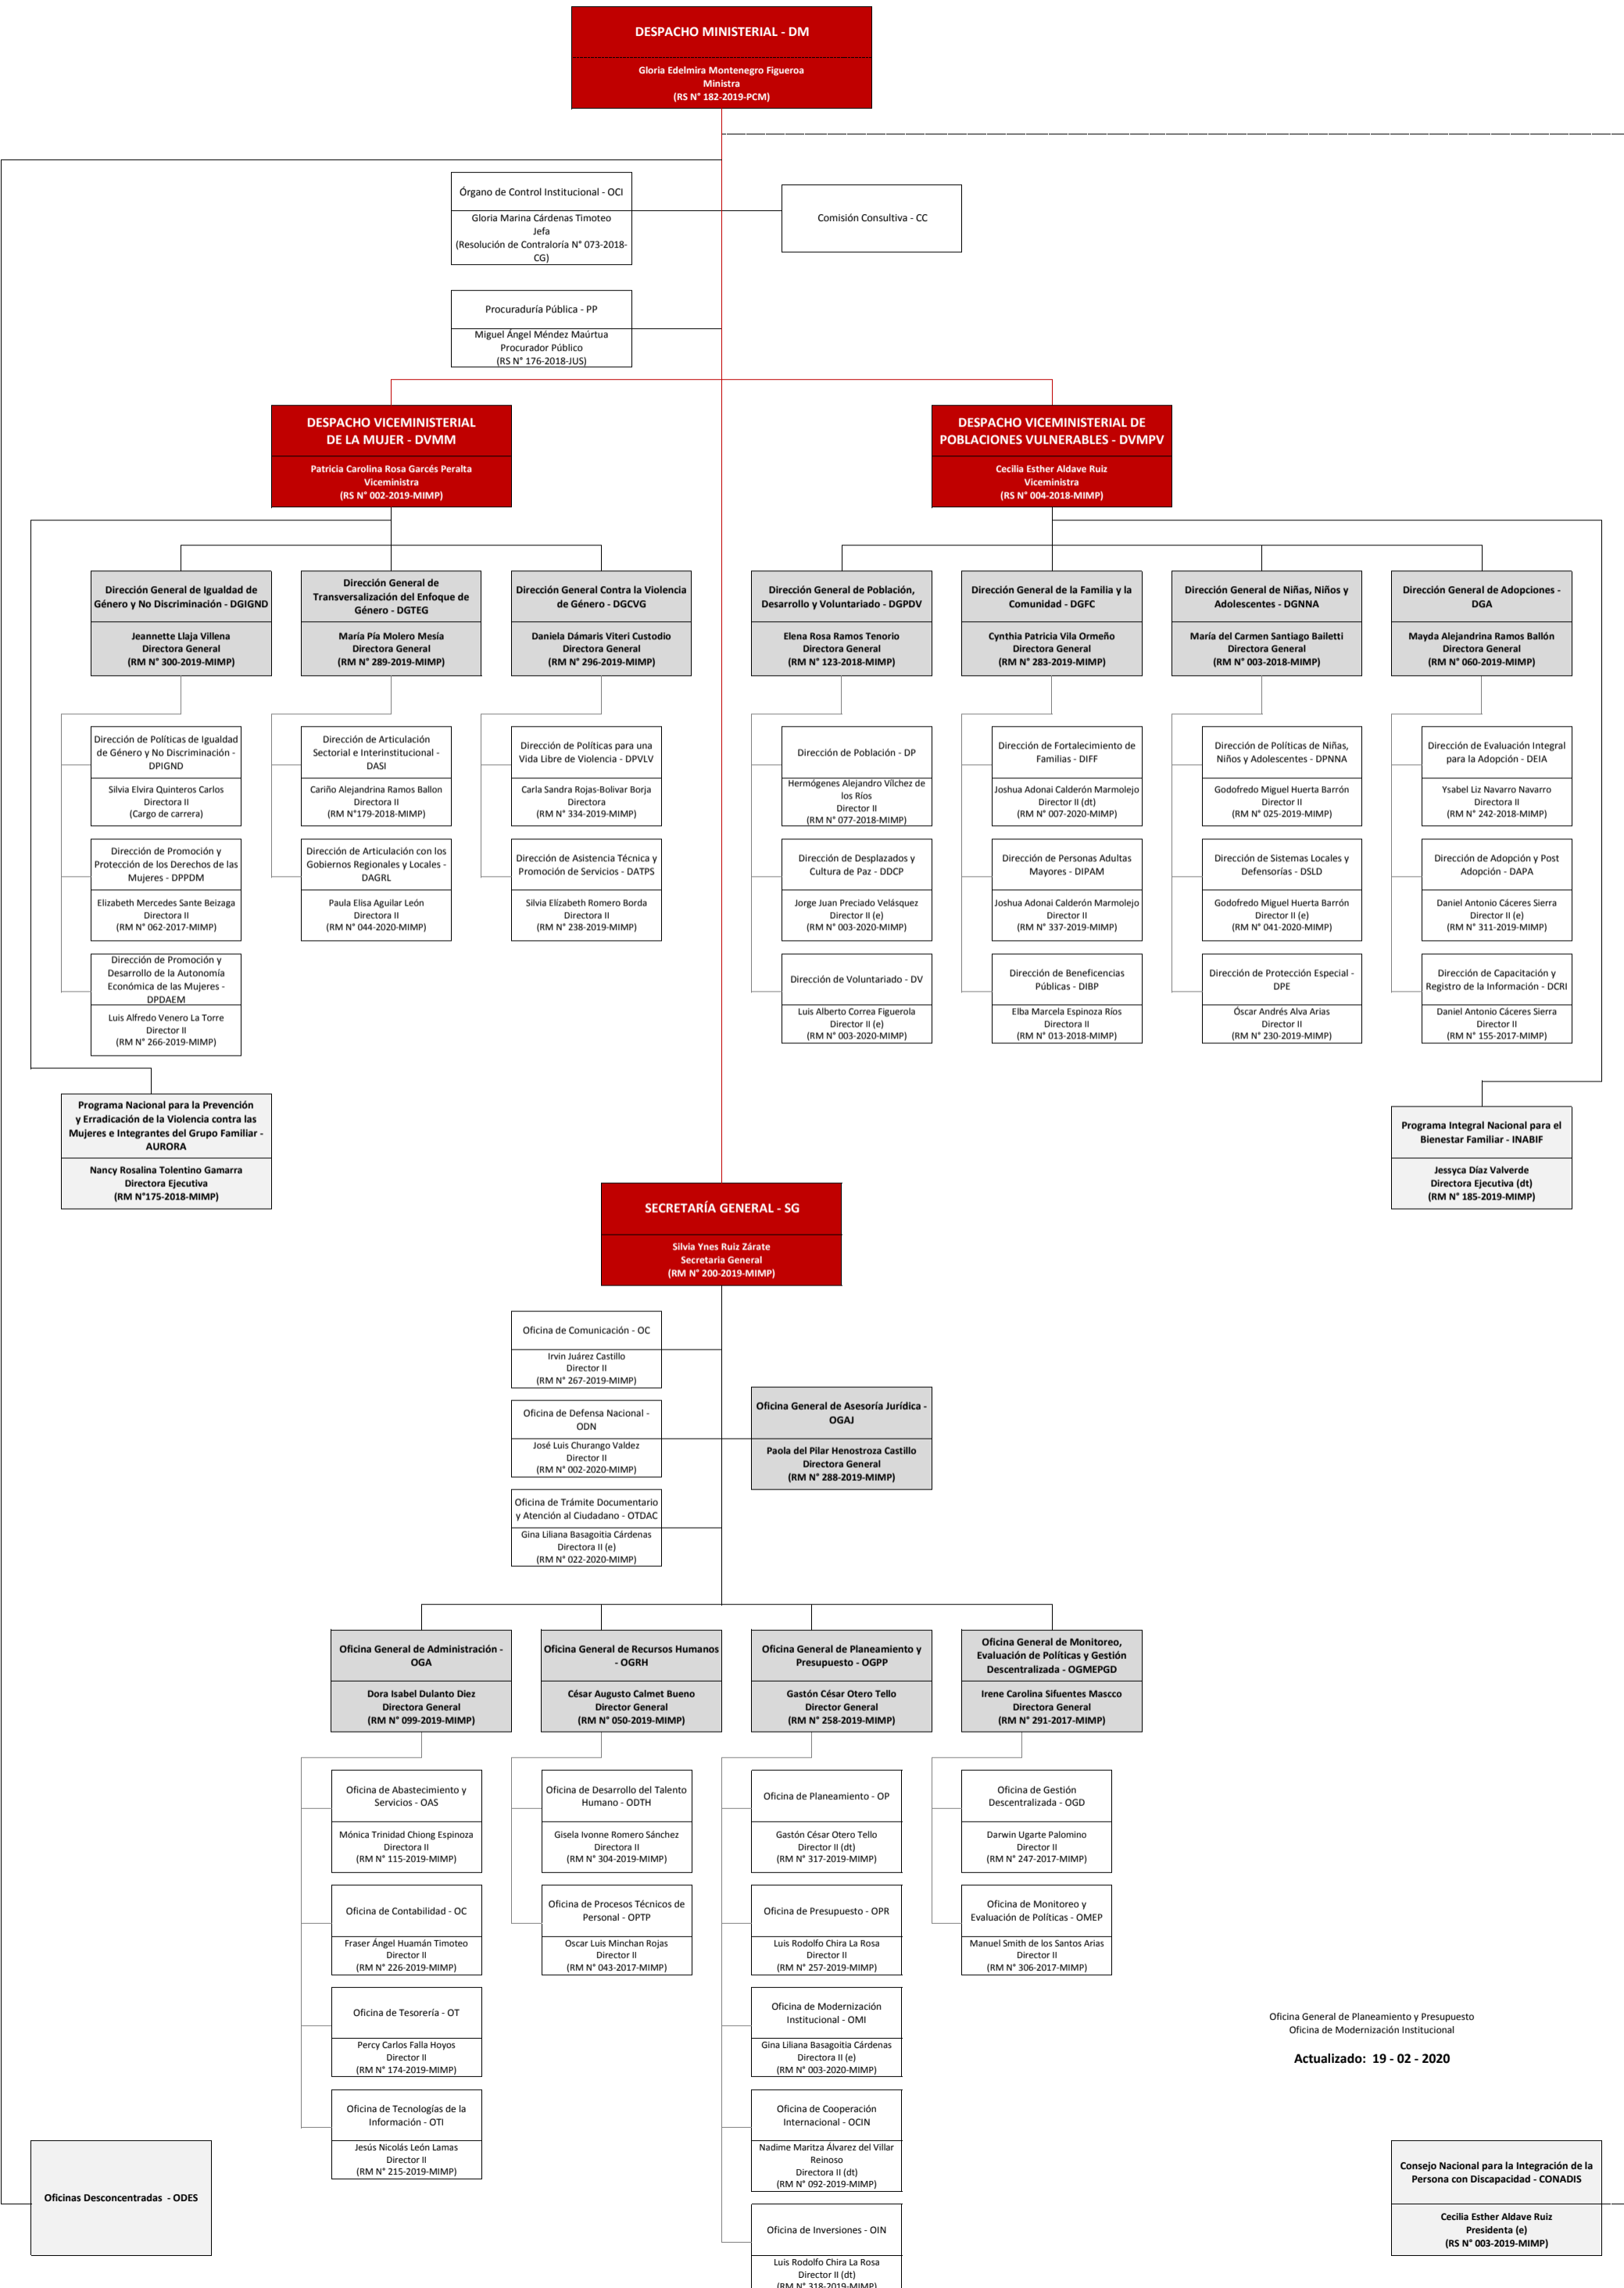 DESPACHO MINISTERIAL - DM
Gloria Edelmira Montenegro Figueroa
Ministra
(RS N° 182-2019-PCM)
Órgano de Control Institucional - OCI
Gloria Marina Cárdenas Timoteo
Jefa
(Resolución de Contraloría N° 073-2018-
CG)
Comisión Consultiva - CC
Procuraduría Pública - PP
Miguel Ángel Méndez Maúrtua
Procurador Público
(RS N° 176-2018-JUS)
DESPACHO VICEMINISTERIAL
DE LA MUJER - DVMM
Patricia Carolina Rosa Garcés Peralta
Viceministra
(RS N° 002-2019-MIMP)
DESPACHO VICEMINISTERIAL DE
POBLACIONES VULNERABLES - DVMPV
Cecilia Esther Aldave Ruiz
Viceministra
(RS N° 004-2018-MIMP)
Dirección General de Igualdad de
Género y No Discriminación - DGIGND
Jeannette Llaja Villena
Directora General
(RM N° 300-2019-MIMP)
Dirección General de
Transversalización del Enfoque de
Género - DGTEG
María Pía Molero Mesía
Directora General
(RM N° 289-2019-MIMP)
Dirección General Contra la Violencia
de Género - DGCVG
Daniela Dámaris Viteri Custodio
Directora General
(RM N° 296-2019-MIMP)
Dirección General de Población,
Desarrollo y Voluntariado - DGPDV
Elena Rosa Ramos Tenorio
Directora General
(RM N° 123-2018-MIMP)
Dirección General de la Familia y la
Comunidad - DGFC
Cynthia Patricia Vila Ormeño
Directora General
(RM N° 283-2019-MIMP)
Dirección General de Niñas, Niños y
Adolescentes - DGNNA
María del Carmen Santiago Bailetti
Directora General
(RM N° 003-2018-MIMP)
Dirección General de Adopciones -
DGA
Mayda Alejandrina Ramos Ballón
Directora General
(RM N° 060-2019-MIMP)
Dirección de Políticas de Igualdad
de Género y No Discriminación -
DPIGND
Silvia Elvira Quinteros Carlos
Directora II
(Cargo de carrera)
Dirección de Articulación
Sectorial e Interinstitucional -
DASI
Cariño Alejandrina Ramos Ballon
Directora II
(RM N°179-2018-MIMP)
Dirección de Políticas para una
Vida Libre de Violencia - DPVLV
Carla Sandra Rojas-Bolivar Borja
Directora
(RM N° 334-2019-MIMP)
Dirección de Población - DP
Hermógenes Alejandro Vílchez de
los Ríos
Director II
(RM N° 077-2018-MIMP)
Dirección de Fortalecimiento de
Familias - DIFF
Joshua Adonai Calderón Marmolejo
Director II (dt)
(RM N° 007-2020-MIMP)
Dirección de Políticas de Niñas,
Niños y Adolescentes - DPNNA
Godofredo Miguel Huerta Barrón
Director II
(RM N° 025-2019-MIMP)
Dirección de Evaluación Integral
para la Adopción - DEIA
Ysabel Liz Navarro Navarro
Directora II
(RM N° 242-2018-MIMP)
Dirección de Promoción y
Protección de los Derechos de las
Mujeres - DPPDM
Elizabeth Mercedes Sante Beizaga
Directora II
(RM N° 062-2017-MIMP)
Dirección de Articulación con los
Gobiernos Regionales y Locales -
DAGRL
Paula Elisa Aguilar León
Directora II
(RM N° 044-2020-MIMP)
Dirección de Asistencia Técnica y
Promoción de Servicios - DATPS
Silvia Elízabeth Romero Borda
Directora II
(RM N° 238-2019-MIMP)
Dirección de Desplazados y
Cultura de Paz - DDCP
Jorge Juan Preciado Velásquez
Director II (e)
(RM N° 003-2020-MIMP)
Dirección de Personas Adultas
Mayores - DIPAM
Joshua Adonai Calderón Marmolejo
Director II
(RM N° 337-2019-MIMP)
Dirección de Sistemas Locales y
Defensorías - DSLD
Godofredo Miguel Huerta Barrón
Director II (e)
(RM N° 041-2020-MIMP)
Dirección de Adopción y Post
Adopción - DAPA
Daniel Antonio Cáceres Sierra
Director II (e)
(RM N° 311-2019-MIMP)
Dirección de Promoción y
Desarrollo de la Autonomía
Económica de las Mujeres -
DPDAEM
Luis Alfredo Venero La Torre
Director II
(RM N° 266-2019-MIMP)
Dirección de Voluntariado - DV
Luis Alberto Correa Figuerola
Director II (e)
(RM N° 003-2020-MIMP)
Dirección de Beneficencias
Públicas - DIBP
Elba Marcela Espinoza Ríos
Directora II
(RM N° 013-2018-MIMP)
Dirección de Protección Especial -
DPE
Óscar Andrés Alva Arias
Director II
(RM N° 230-2019-MIMP)
Dirección de Capacitación y
Registro de la Información - DCRI
Daniel Antonio Cáceres Sierra
Director II
(RM N° 155-2017-MIMP)
Programa Nacional para la Prevención
y Erradicación de la Violencia contra las
Mujeres e Integrantes del Grupo Familiar -
AURORA
Nancy Rosalina Tolentino Gamarra
Directora Ejecutiva
(RM N°175-2018-MIMP)
Programa Integral Nacional para el
Bienestar Familiar - INABIF
Jessyca Díaz Valverde
Directora Ejecutiva (dt)
(RM N° 185-2019-MIMP)
SECRETARÍA GENERAL - SG
Silvia Ynes Ruiz Zárate
Secretaria General
(RM N° 200-2019-MIMP)
Oficina de Comunicación - OC
Irvin Juárez Castillo
Director II
(RM N° 267-2019-MIMP)
Oficina de Defensa Nacional -
ODN
José Luis Churango Valdez
Director II
(RM N° 002-2020-MIMP)
Oficina General de Asesoría Jurídica -
OGAJ
Paola del Pilar Henostroza Castillo
Directora General
(RM N° 288-2019-MIMP)
Oficina de Trámite Documentario
y Atención al Ciudadano - OTDAC
Gina Liliana Basagoitia Cárdenas
Directora II (e)
(RM N° 022-2020-MIMP)
Oficina General de Administración -
OGA
Dora Isabel Dulanto Diez
Directora General
(RM N° 099-2019-MIMP)
Oficina General de Recursos Humanos
- OGRH
César Augusto Calmet Bueno
Director General
(RM N° 050-2019-MIMP)
Oficina General de Planeamiento y
Presupuesto - OGPP
Gastón César Otero Tello
Director General
(RM N° 258-2019-MIMP)
Oficina General de Monitoreo,
Evaluación de Políticas y Gestión
Descentralizada - OGMEPGD
Irene Carolina Sifuentes Mascco
Directora General
(RM N° 291-2017-MIMP)
Oficina de Abastecimiento y
Servicios - OAS
Mónica Trinidad Chiong Espinoza
Directora II
(RM N° 115-2019-MIMP)
Oficina de Desarrollo del Talento
Humano - ODTH
Gisela Ivonne Romero Sánchez
Directora II
(RM N° 304-2019-MIMP)
Oficina de Planeamiento - OP
Gastón César Otero Tello
Director II (dt)
(RM N° 317-2019-MIMP)
Oficina de Gestión
Descentralizada - OGD
Darwin Ugarte Palomino
Director II
(RM N° 247-2017-MIMP)
Oficina de Contabilidad - OC
Fraser Ángel Huamán Timoteo
Director II
(RM N° 226-2019-MIMP)
Oficina de Procesos Técnicos de
Personal - OPTP
Oscar Luis Minchan Rojas
Director II
(RM N° 043-2017-MIMP)
Oficina de Presupuesto - OPR
Luis Rodolfo Chira La Rosa
Director II
(RM N° 257-2019-MIMP)
Oficina de Monitoreo y
Evaluación de Políticas - OMEP
Manuel Smith de los Santos Arias
Director II
(RM N° 306-2017-MIMP)
Oficina de Tesorería - OT
Percy Carlos Falla Hoyos
Director II
(RM N° 174-2019-MIMP)
Oficina de Modernización
Institucional - OMI
Gina Liliana Basagoitia Cárdenas
Directora II (e)
(RM N° 003-2020-MIMP)
Oficina General de Planeamiento y Presupuesto
Oficina de Modernización Institucional
Actualizado: 19 - 02 - 2020
Oficina de Tecnologías de la
Información - OTI
Jesús Nicolás León Lamas
Director II
(RM N° 215-2019-MIMP)
Oficina de Cooperación
Internacional - OCIN
Nadime Maritza Álvarez del Villar
Reinoso
Directora II (dt)
(RM N° 092-2019-MIMP)
Oficinas Desconcentradas - ODES
Consejo Nacional para la Integración de la
Persona con Discapacidad - CONADIS
Cecilia Esther Aldave Ruiz
Presidenta (e)
(RS N° 003-2019-MIMP)
Oficina de Inversiones - OIN
Luis Rodolfo Chira La Rosa
Director II (dt)
(RM N° 318-2019-MIMP)